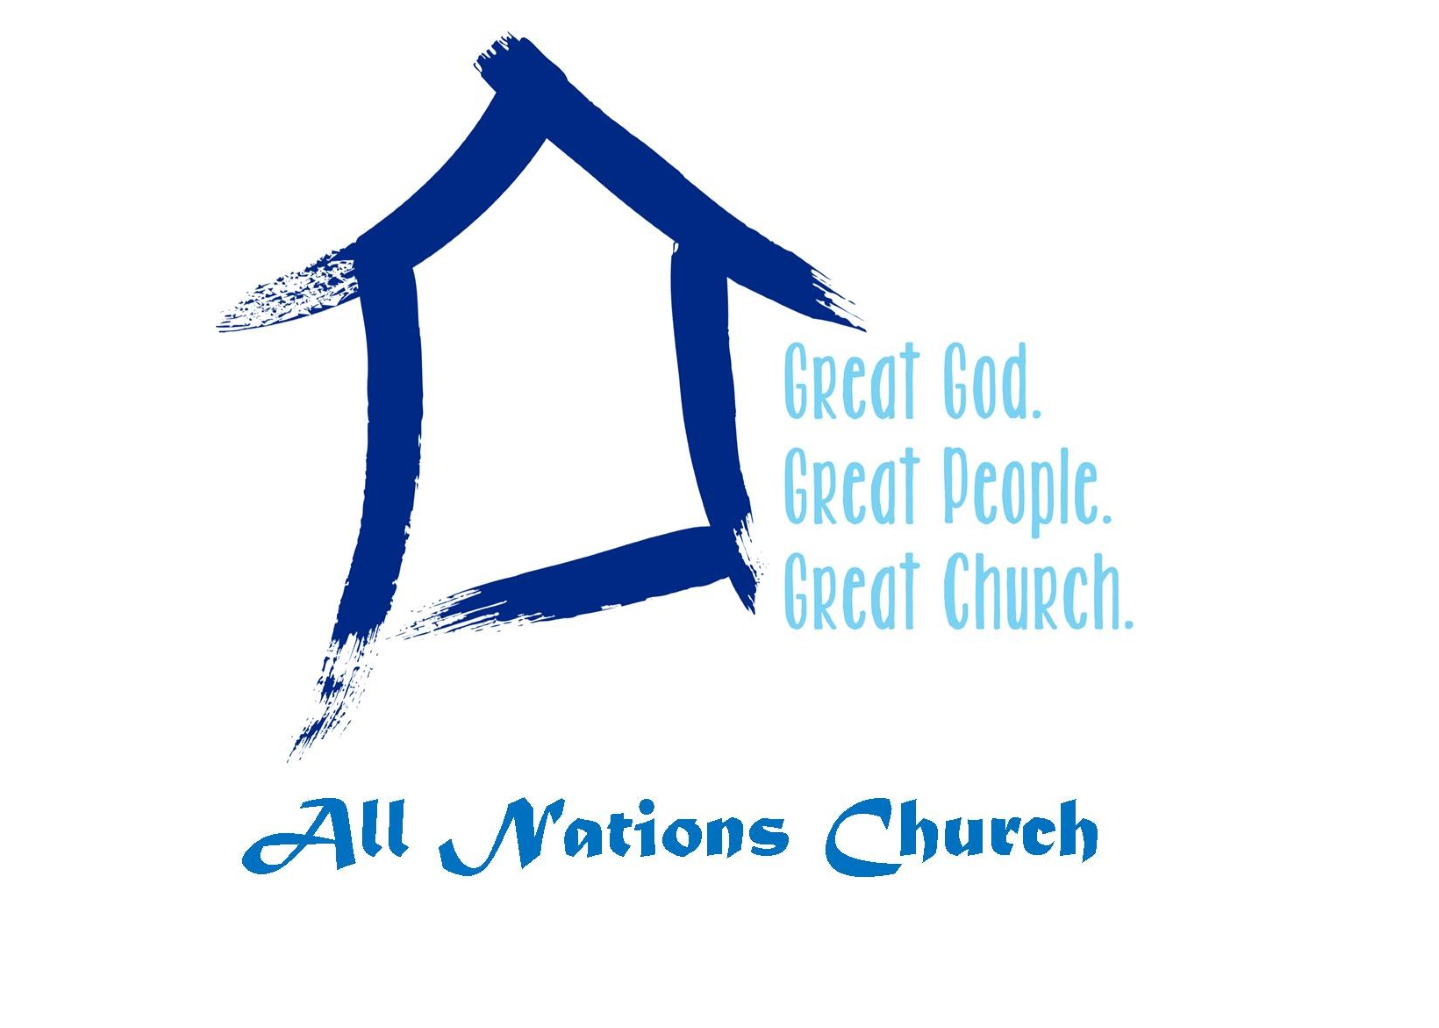 Great God.
Great People.
Great Church.
All Nations Church